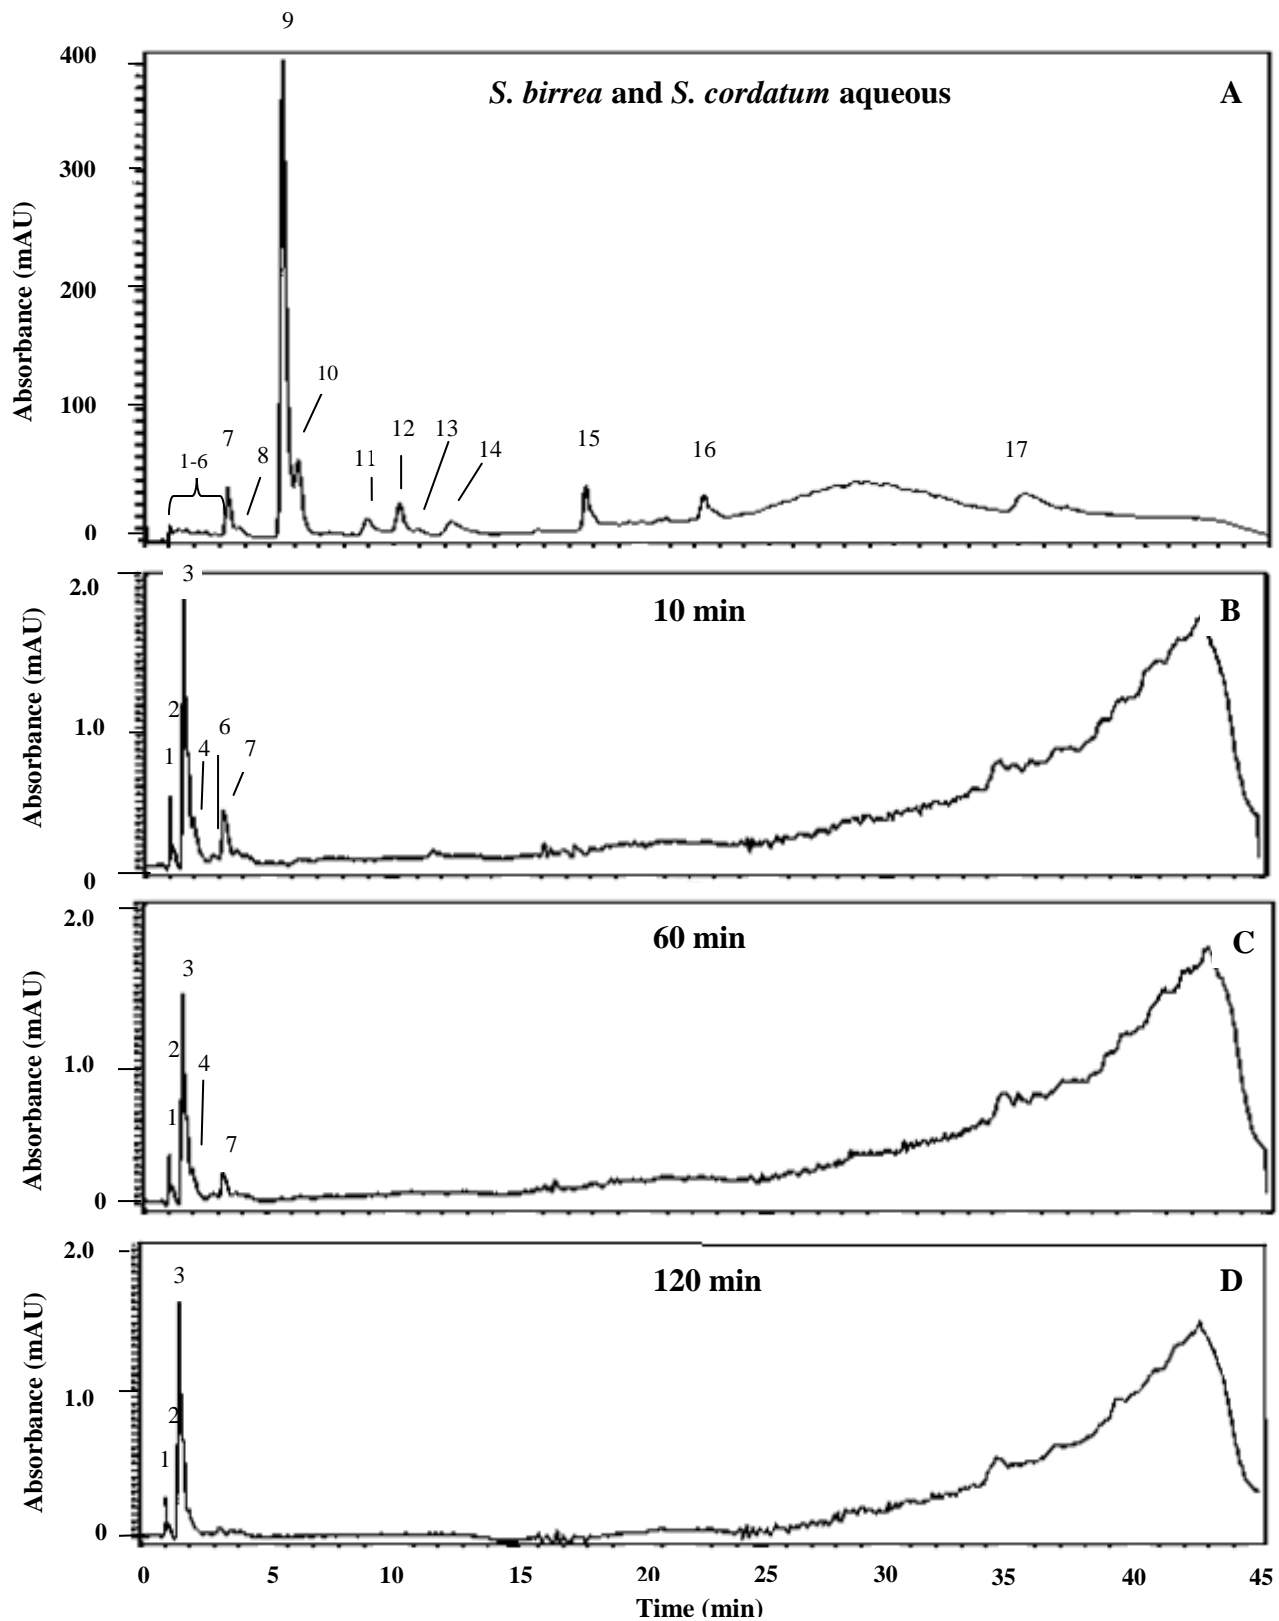 9
400
S. birrea and S. cordatum aqueous
A
300
200
100
0
Absorbance (mAU)
1-6
7
8
10
11
12
13
14
15
16
17
2.0
3
10 min
B
1.0
0
Absorbance (mAU)
1
2
4
6
7
2.0
60 min
C
1.0
0
Absorbance (mAU)
3
2
4
1
7
2.0
120 min
D
1.0
0
Absorbance (mAU)
3
2
1
0 5 10 15 20 25 30 35 40 45
Time (min)